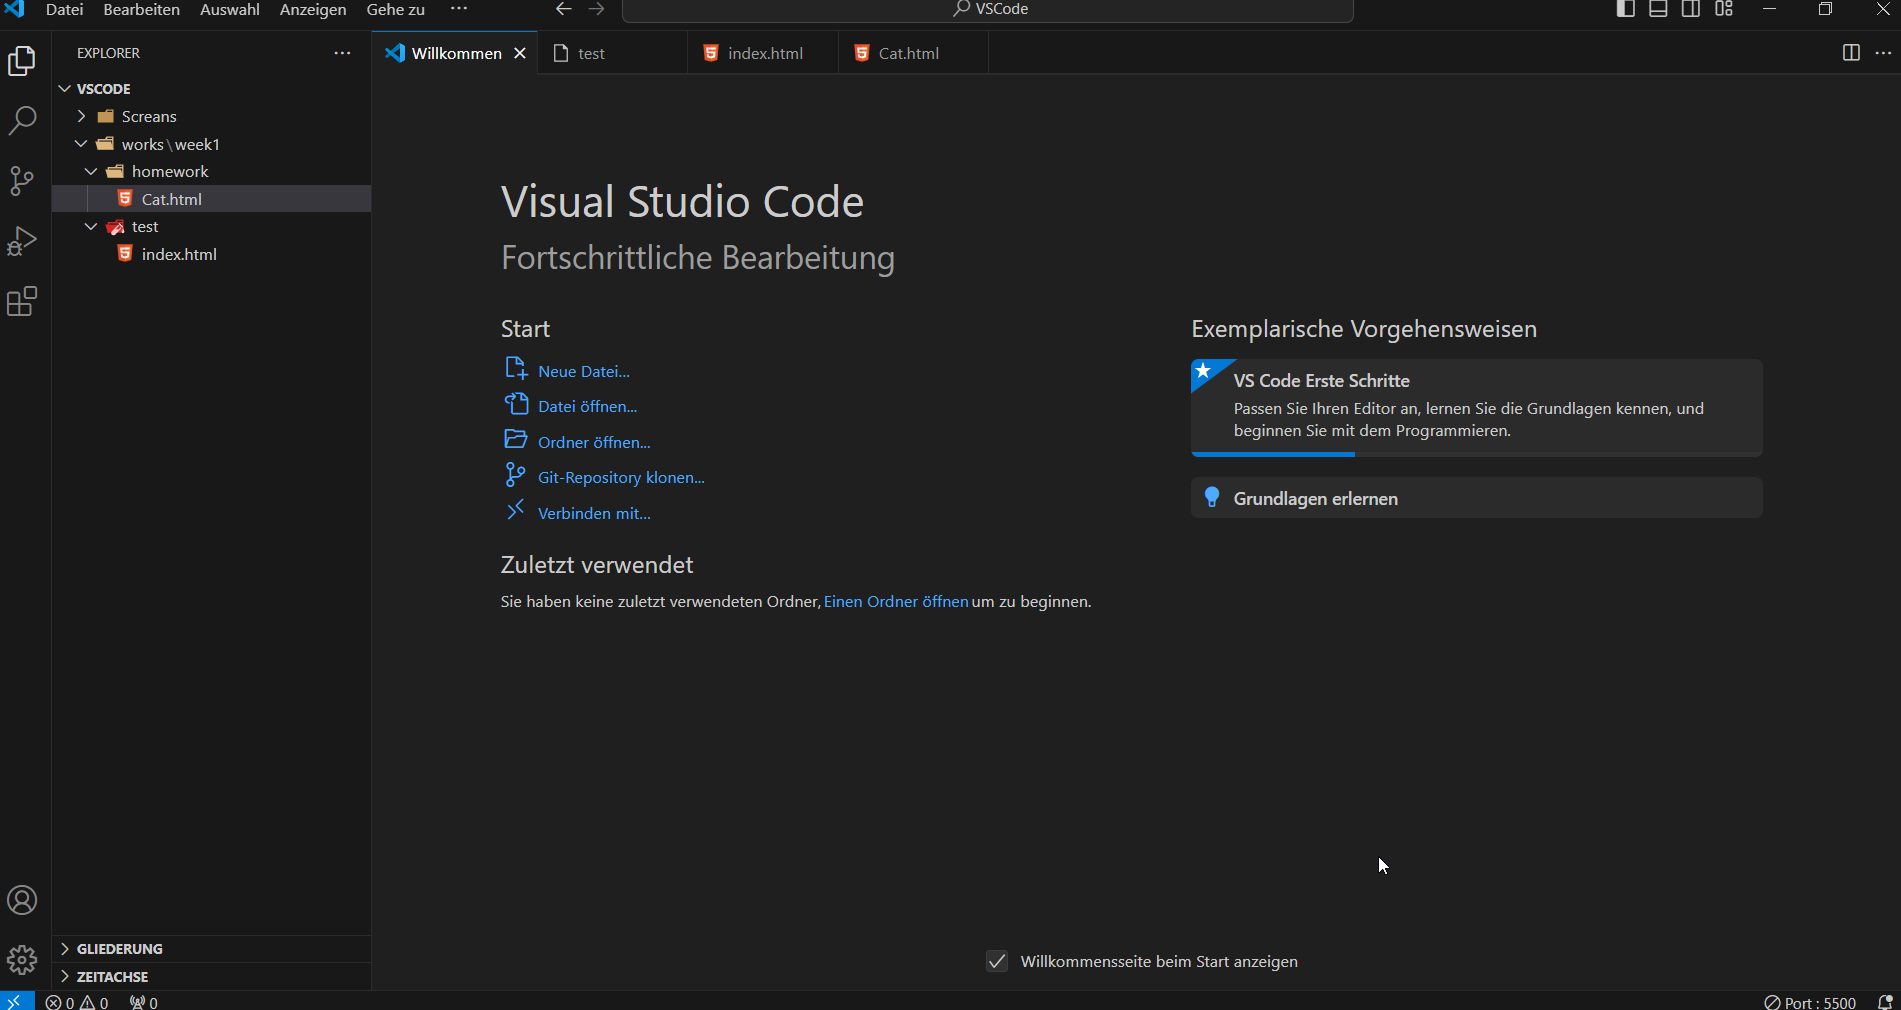 Datei Bearbeiten Auswahl Anzeigen Gehe zu ··· VSCode
EXPLORER ···
Willkommen test index.html Cat.html
VSCODE
Screans
works\week1
homework
Cat.html
test
index.html
Visual Studio Code
Fortschrittliche Bearbeitung
Start
Neue Datei...
Datei öffnen...
Ordner öffnen...
Git-Repository klonen...
Verbinden mit...
Zuletzt verwendet
Sie haben keine zuletzt verwendeten Ordner, Einen Ordner öffnen um zu beginnen.
Exemplarische Vorgehensweisen
VS Code Erste Schritte
Passen Sie Ihren Editor an, lernen Sie die Grundlagen kennen, und
beginnen Sie mit dem Programmieren.
Grundlagen erlernen
Willkommensseite beim Start anzeigen
GLIEDERUNG
ZEITACHSE
0 0 0 Port : 5500